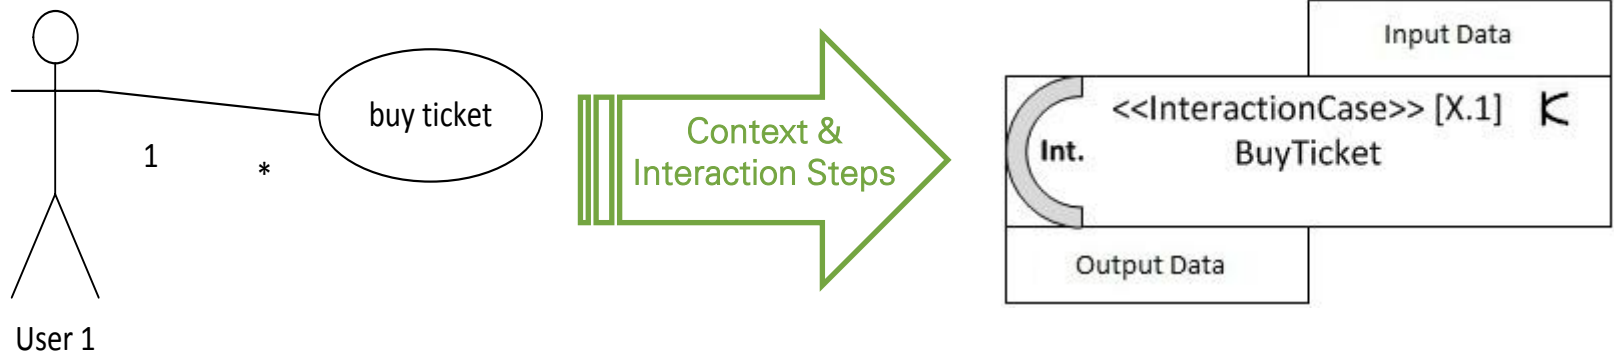 buy ticket
1
*
User 1
Context &
Interaction Steps
Input Data
<<InteractionCase>> [X.1]
Int.
BuyTicket
Output Data